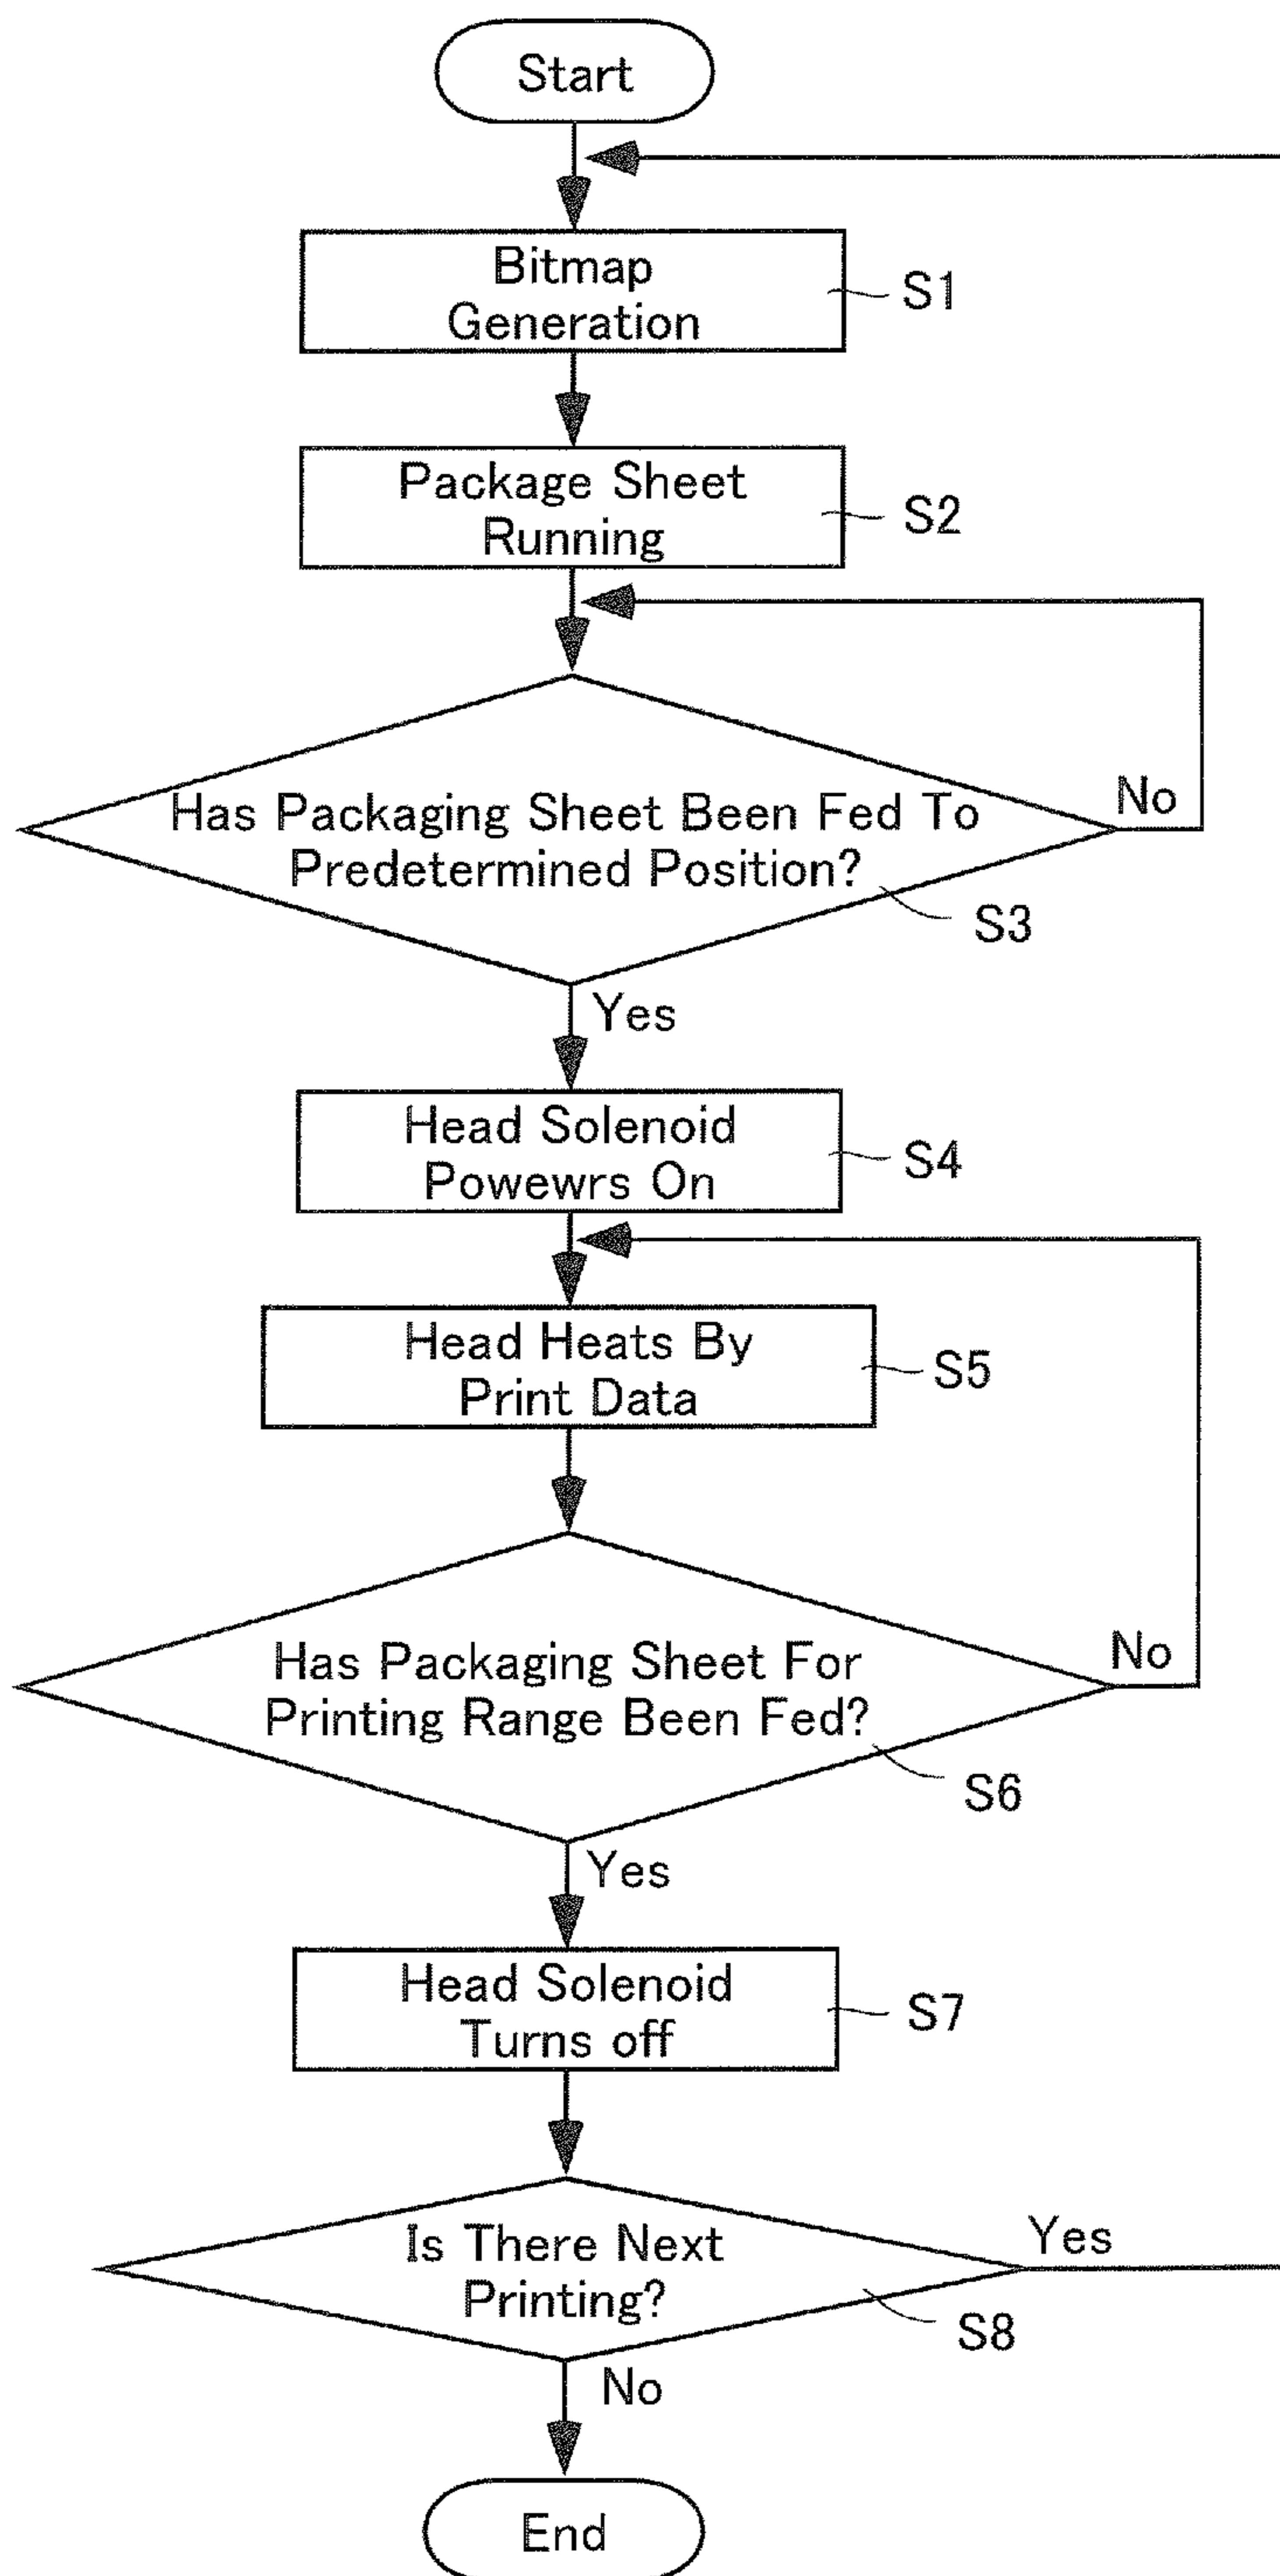 Start
Bitmap
Generation
S1
Package Sheet
Running
S2
Has Packaging Sheet Been Fed To
Predetermined Position?
No
S3
Yes
Head Solenoid
Powewrs On
S4
Head Heats By
Print Data
S5
Has Packaging Sheet For
Printing Range Been Fed?
No
S6
Yes
Head Solenoid
Turns off
S7
Is There Next
Printing?
Yes
S8
No
End